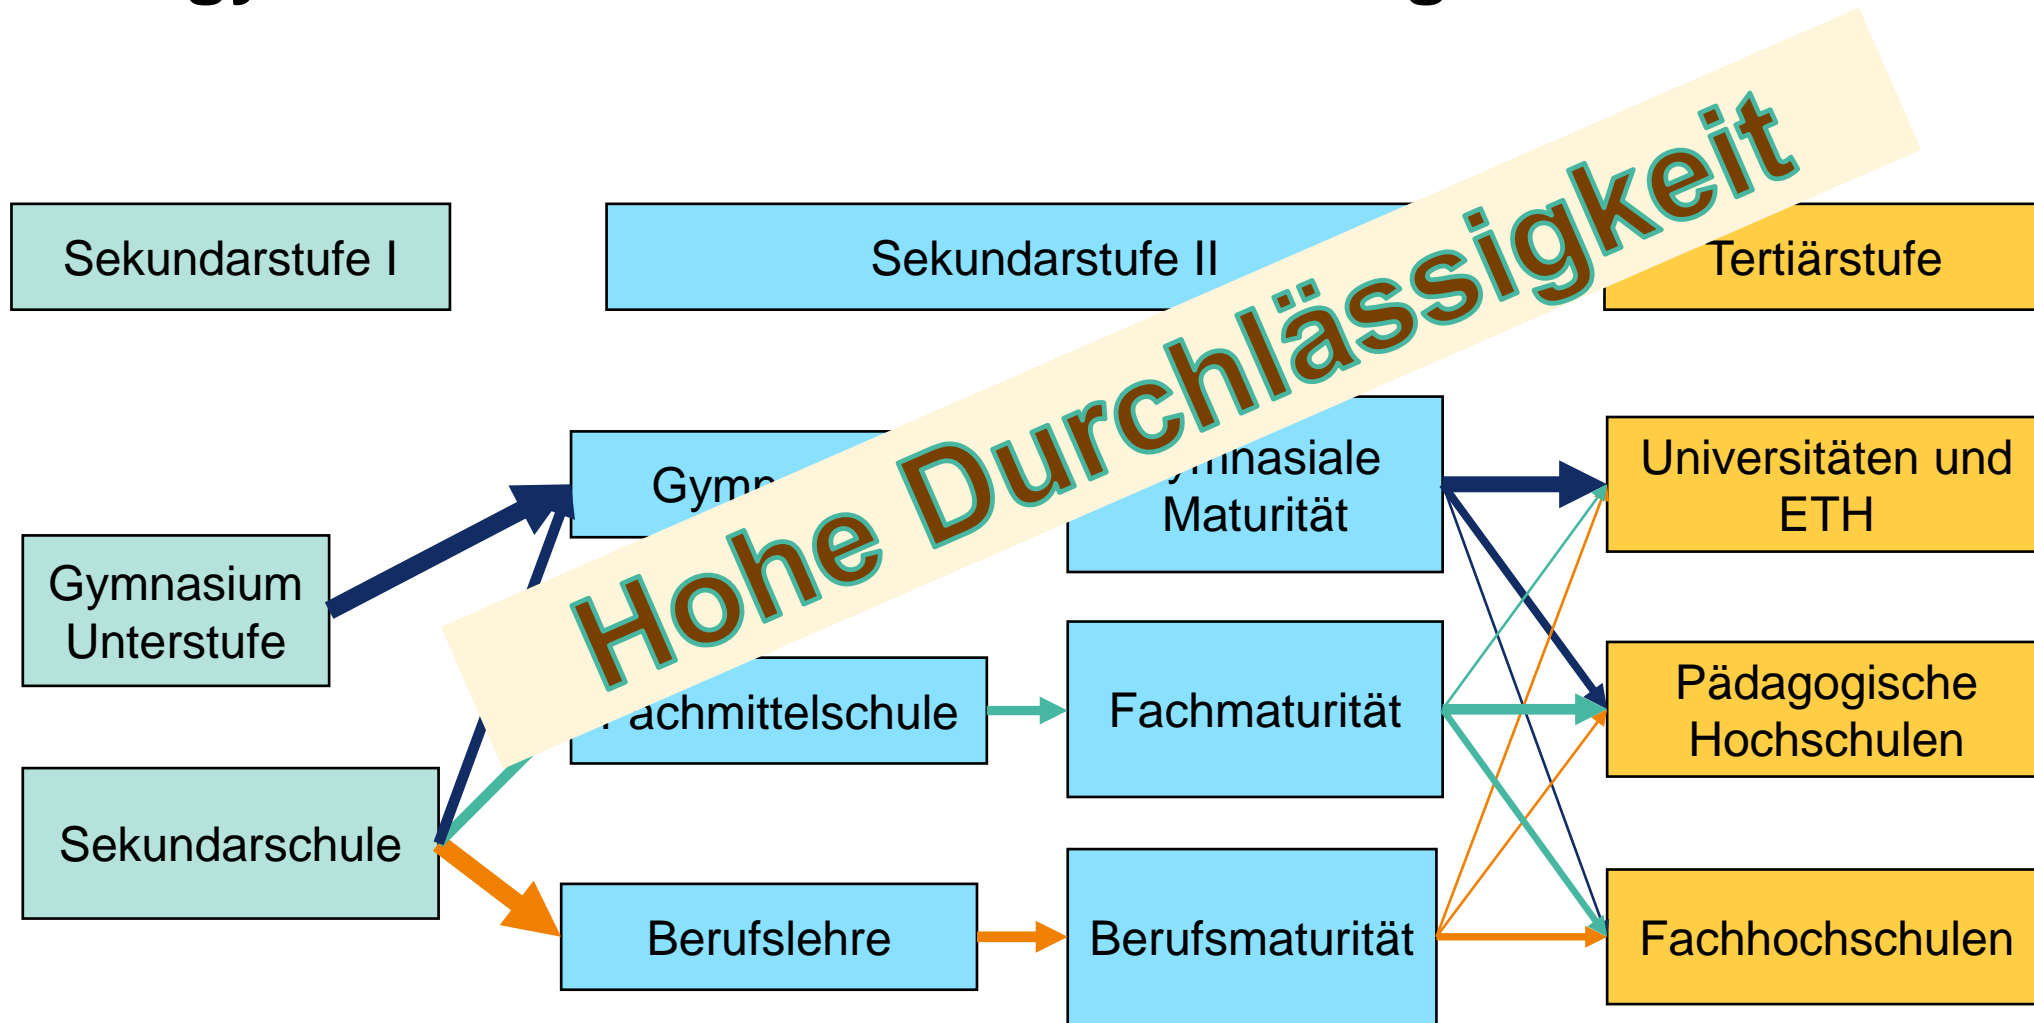 Sekundarstufe I
Sekundarstufe II
Tertiärstufe
Hohe Durchlässigkeit
Gymnasium
Unterstufe
Maturität
Universitäten und
ETH
Fachmittelschule
Fachmaturität
Pädagogische
Hochschulen
Sekundarschule
Berufslehre
Berufsmaturität
Fachhochschulen